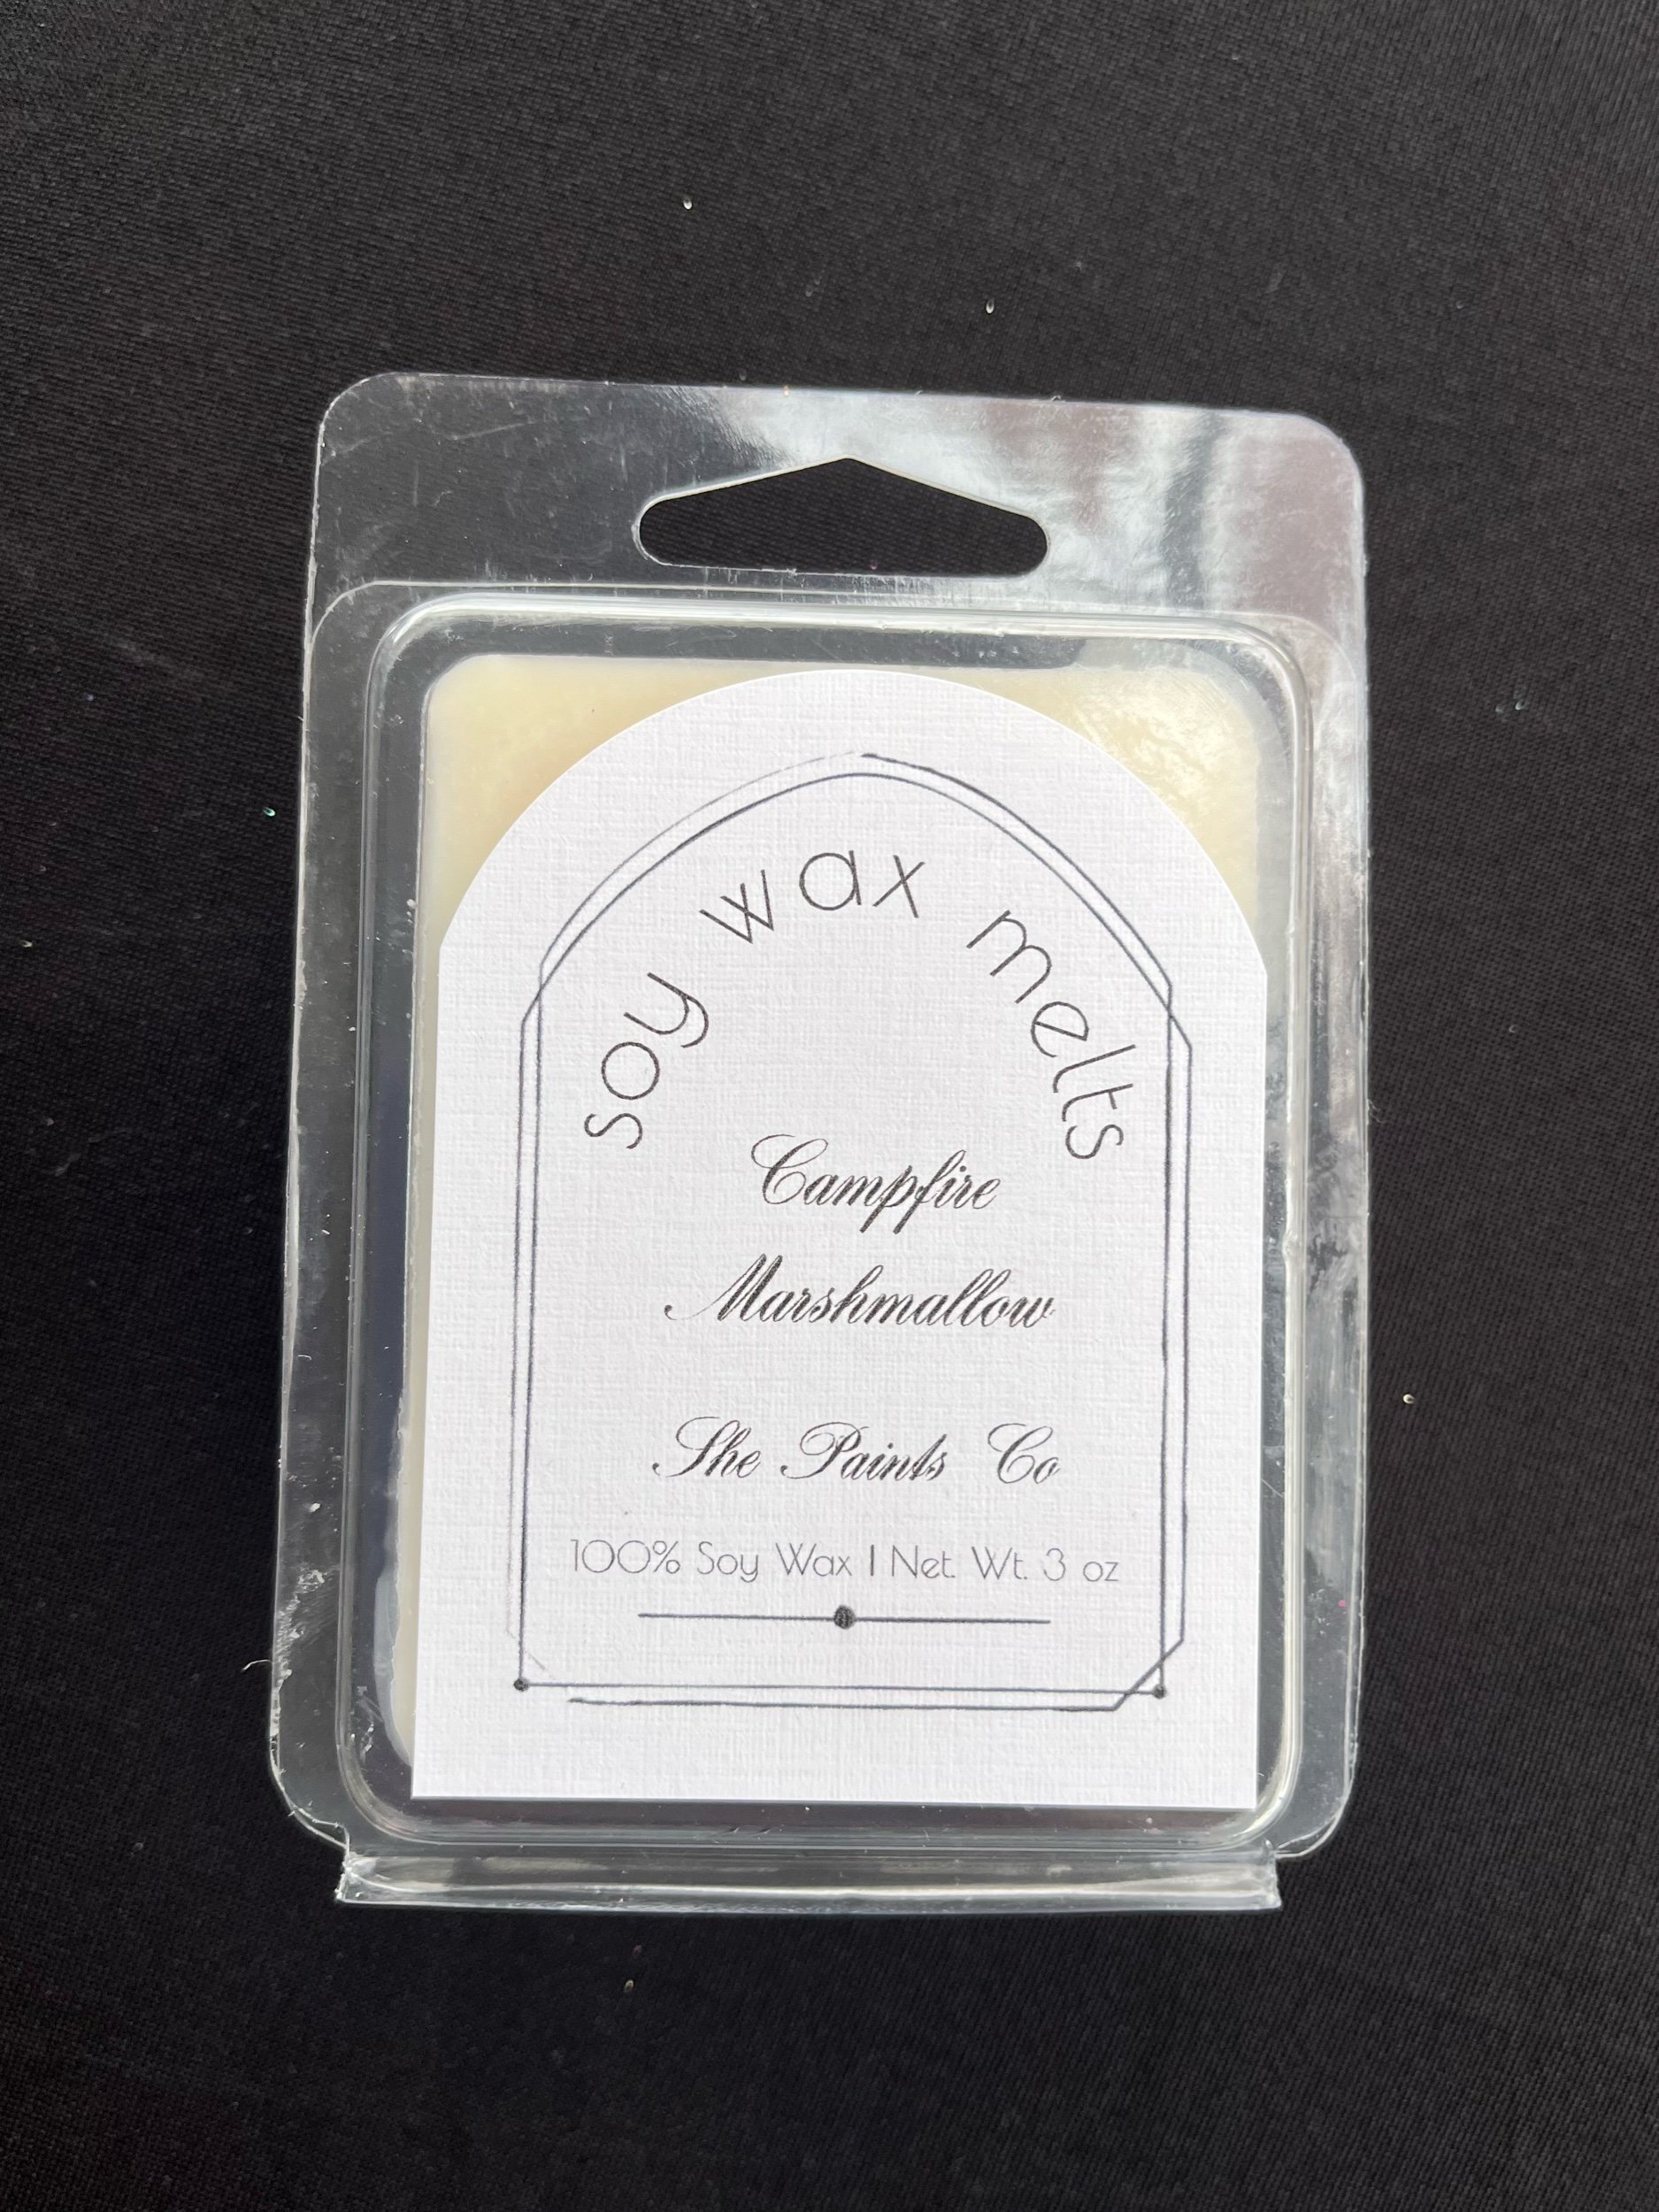 soy wax melts
Campfire
Marshmallow
She Paints Co
100% Soy Wax | Net. Wt. 3 oz